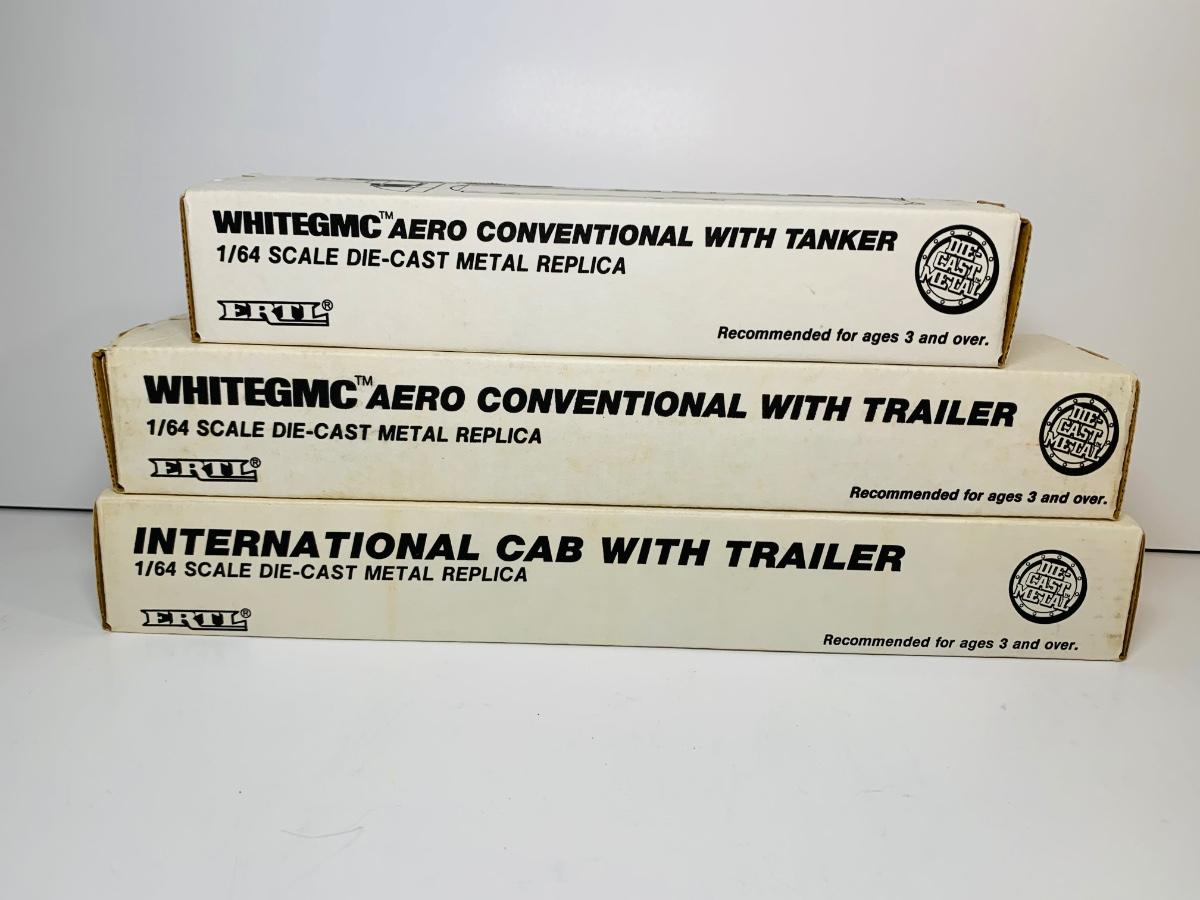 WHITEGMC™ AERO CONVENTIONAL WITH TANKER
1/64 SCALE DIE-CAST METAL REPLICA
DIE-
CAST
METAL
ERTL®
Recommended for ages 3 and over.
WHITEGMC™ AERO CONVENTIONAL WITH TRAILER
1/64 SCALE DIE-CAST METAL REPLICA
DIE-
CAST
METAL
ERTL®
Recommended for ages 3 and over.
INTERNATIONAL CAB WITH TRAILER
1/64 SCALE DIE-CAST METAL REPLICA
DIE-
CAST
METAL
ERTL®
Recommended for ages 3 and over.